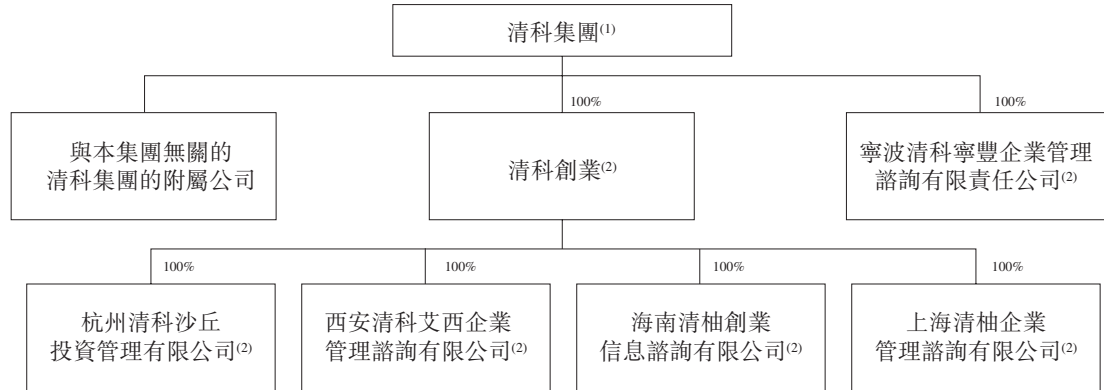 清科集團(1)
100%
100%
與本集團無關的
清科集團的附屬公司
清科創業(2)
寧波清科寧豐企業管理
諮詢有限責任公司(2)
100%
100%
100%
100%
杭州清科沙丘
投資管理有限公司(2)
西安清科艾西企業
管理諮詢有限公司(2)
海南清柚創業
信息諮詢有限公司(2)
上海清柚企業
管理諮詢有限公司(2)